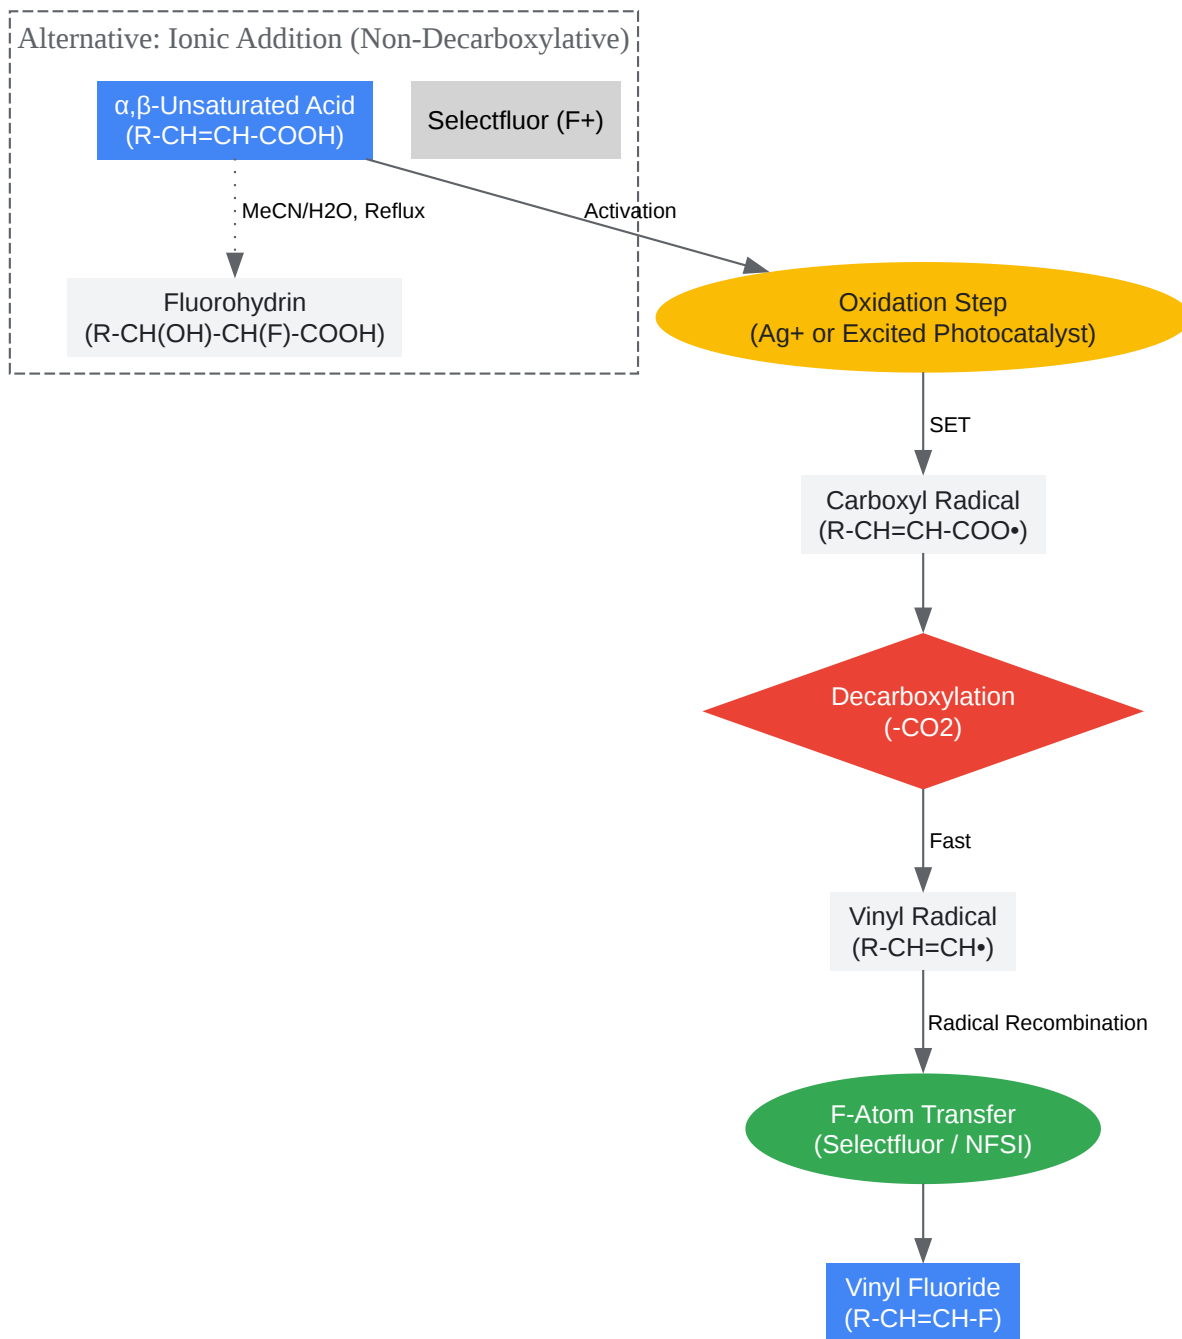 Alternative: Ionic Addition (Non-Decarboxylative)
α,β-Unsaturated Acid
(R-CH=CH-COOH)
Selectfluor (F+)
MeCN/H2O, Reflux
Activation
Fluorohydrin
(R-CH(OH)-CH(F)-COOH)
Oxidation Step
(Ag+ or Excited Photocatalyst)
SET
Carboxyl Radical
(R-CH=CH-COO•)
Decarboxylation
(-CO2)
Fast
Vinyl Radical
(R-CH=CH•)
Radical Recombination
F-Atom Transfer
(Selectfluor / NFSI)
Vinyl Fluoride
(R-CH=CH-F)